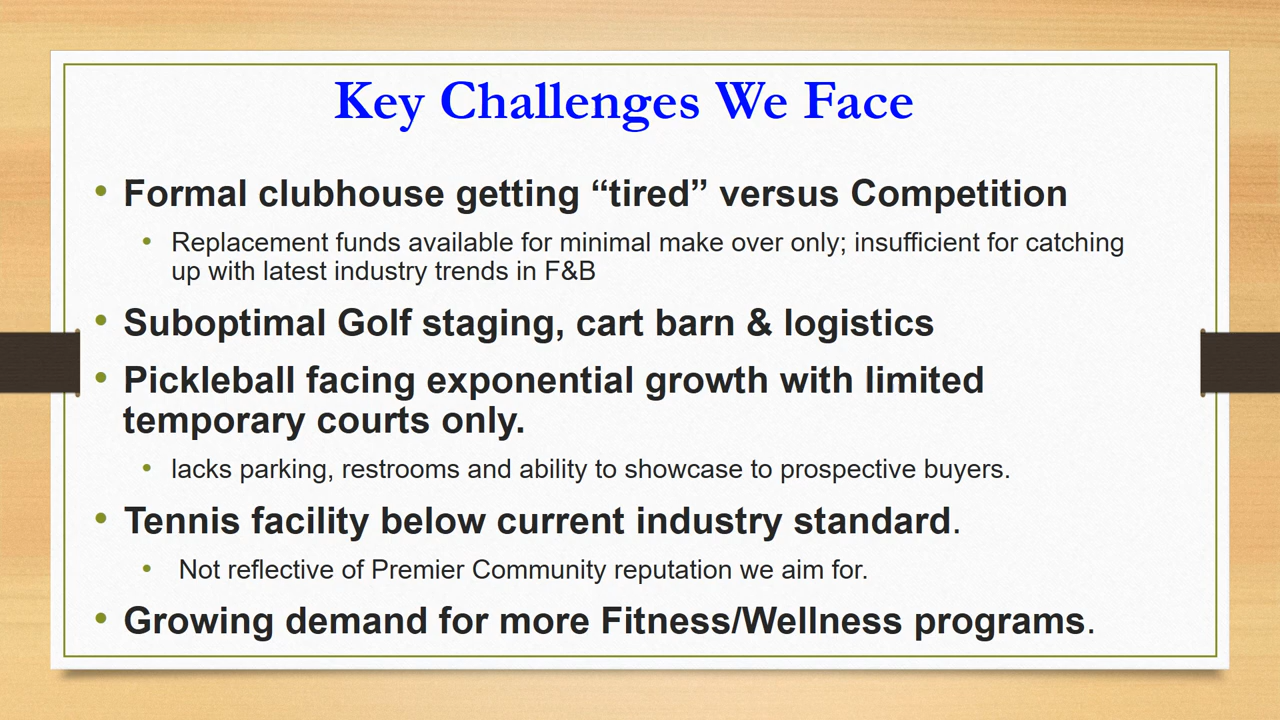 Key Challenges We Face
• Formal clubhouse getting “tired” versus Competition
• Replacement funds available for minimal make over only; insufficient for catching
up with latest industry trends in F&B
• Suboptimal Golf staging, cart barn & logistics
• Pickleball facing exponential growth with limited
temporary courts only.
• lacks parking, restrooms and ability to showcase to prospective buyers.
• Tennis facility below current industry standard.
• Not reflective of Premier Community reputation we aim for.
• Growing demand for more Fitness/Wellness programs.